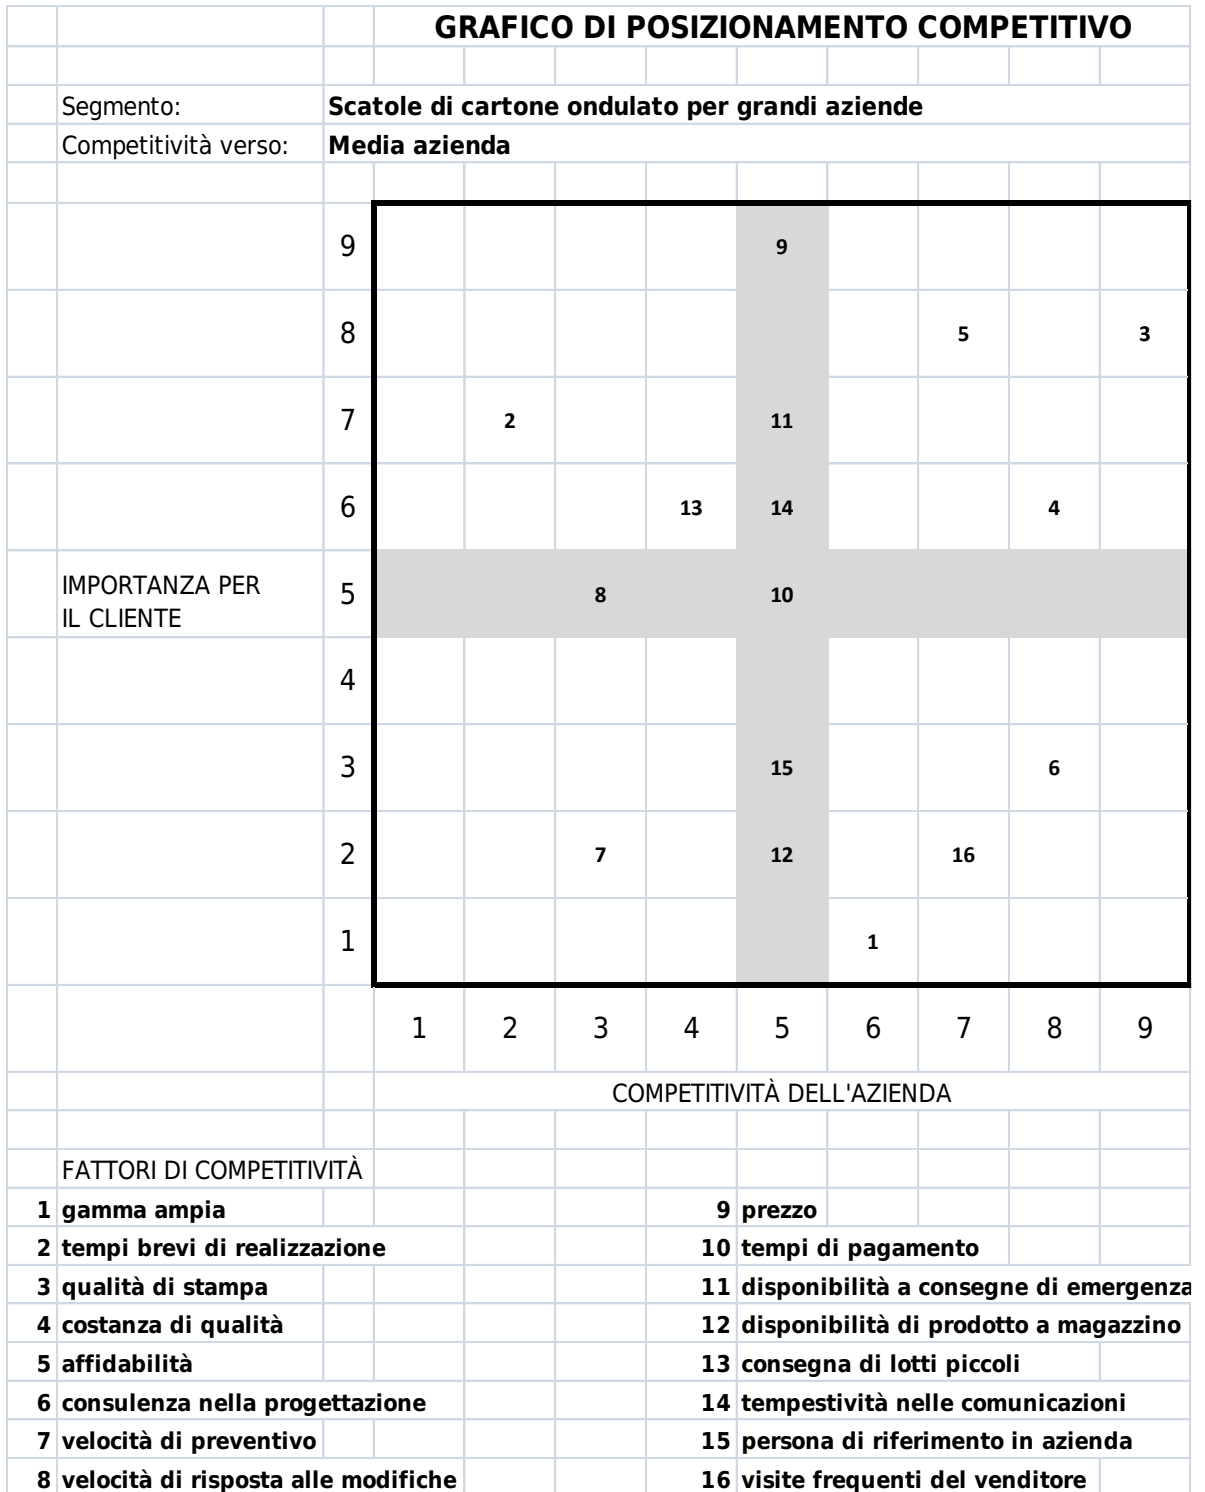 GRAFICO DI POSIZIONAMENTO COMPETITIVO
Segmento: Scatole di cartone ondulato per grandi aziende
Competitività verso: Media azienda
9 9
8 5 3
7 2 11
6 13 14 4
IMPORTANZA PER
IL CLIENTE
5 8 10
4
3 15 6
2 7 12 16
1 1
1 2 3 4 5 6 7 8 9
COMPETITIVITÀ DELL'AZIENDA
FATTORI DI COMPETITIVITÀ
1 gamma ampia 9 prezzo
2 tempi brevi di realizzazione 10 tempi di pagamento
3 qualità di stampa 11 disponibilità a consegne di emergenza
4 costanza di qualità 12 disponibilità di prodotto a magazzino
5 affidabilità 13 consegna di lotti piccoli
6 consulenza nella progettazione 14 tempestività nelle comunicazioni
7 velocità di preventivo 15 persona di riferimento in azienda
8 velocità di risposta alle modifiche 16 visite frequenti del venditore